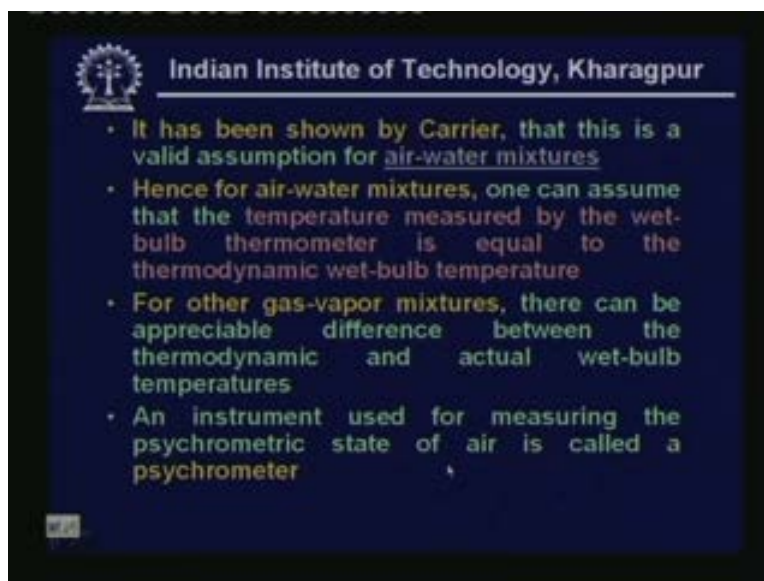 Indian Institute of Technology, Kharagpur
• It has been shown by Carrier, that this is a
valid assumption for air-water mixtures
• Hence for air-water mixtures, one can assume
that the temperature measured by the wet-
bulb thermometer is equal to the
thermodynamic wet-bulb temperature
• For other gas-vapor mixtures, there can be
appreciable difference between the
thermodynamic and actual wet-bulb
temperatures
• An instrument used for measuring the
psychrometric state of air is called a
psychrometer